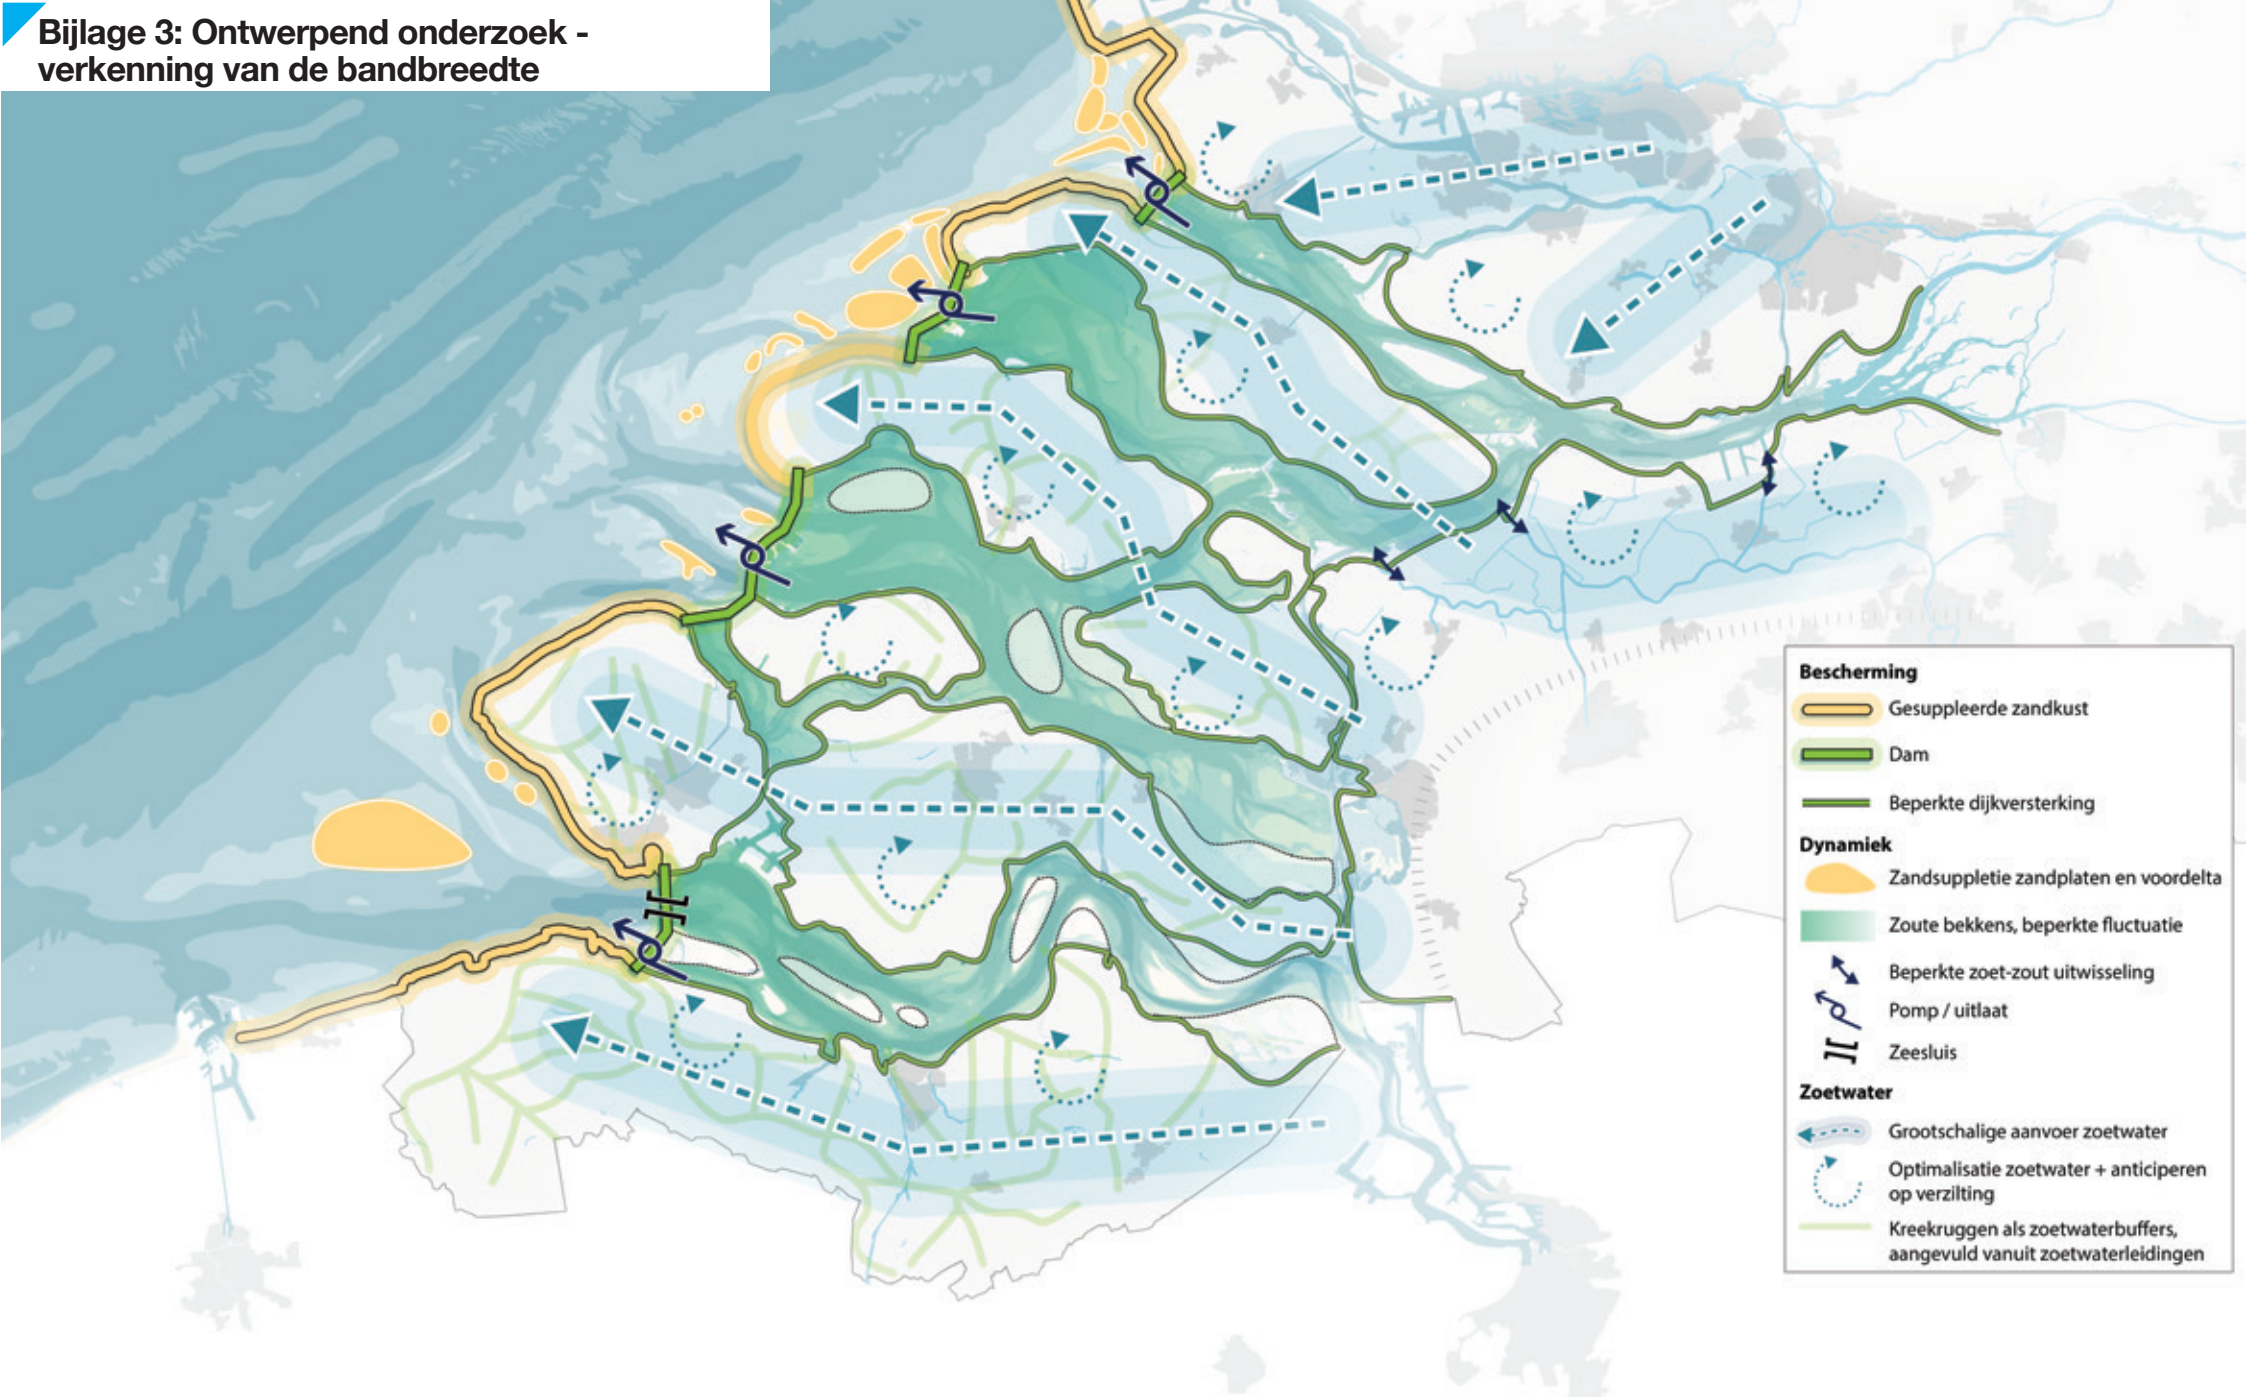 Bijlage 3: Ontwerpend onderzoek -
verkenning van de bandbreedte
Bescherming
Gesuppleerde zandkust
Dam
Beperkte dijkversterking
Dynamiek
Zandsuppletie zandplaten en voordelta
Zoute bekkens, beperkte fluctuatie
Beperkte zoet-zout uitwisseling
Pomp / uitlaat
Zeesluis
Zoetwater
Grootschalige aanvoer zoetwater
Optimalisatie zoetwater + anticiperen
op verzilting
Kreekruggen als zoetwaterbuffers,
aangevuld vanuit zoetwaterleidingen